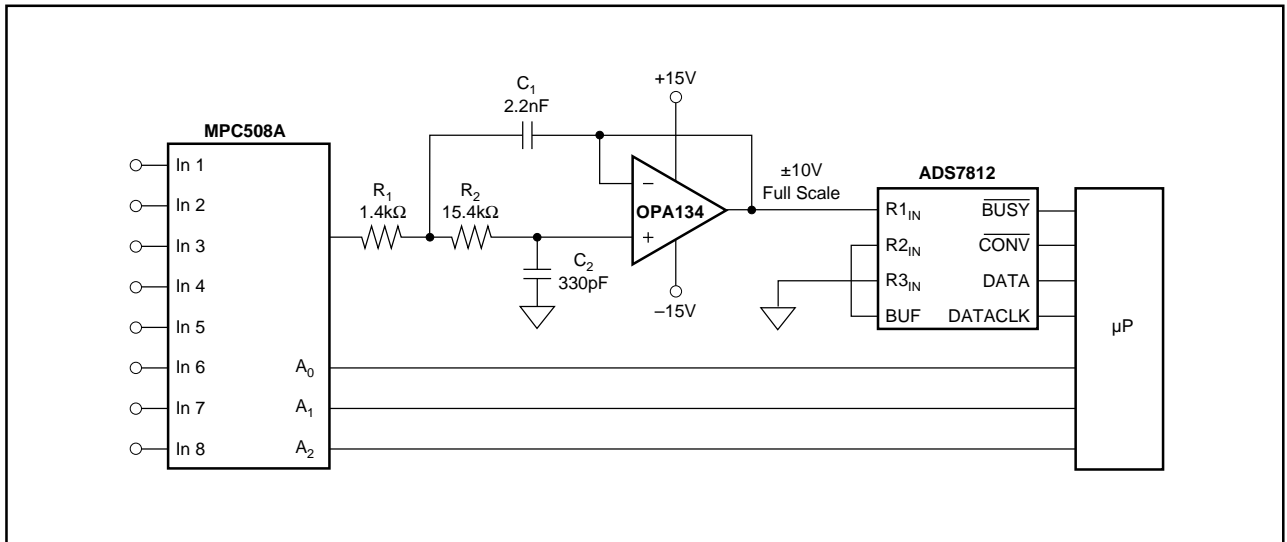 MPC508A
In 1
In 2
In 3
In 4
In 5
In 6
In 7
In 8
A0
A1
A2
R1
1.4kΩ
R2
15.4kΩ
C1
2.2nF
C2
330pF
+15V
−
OPA134
+
–15V
±10V
Full Scale
ADS7812
R1IN
R2IN
R3IN
BUF
BUSY
CONV
DATA
DATACLK
µP